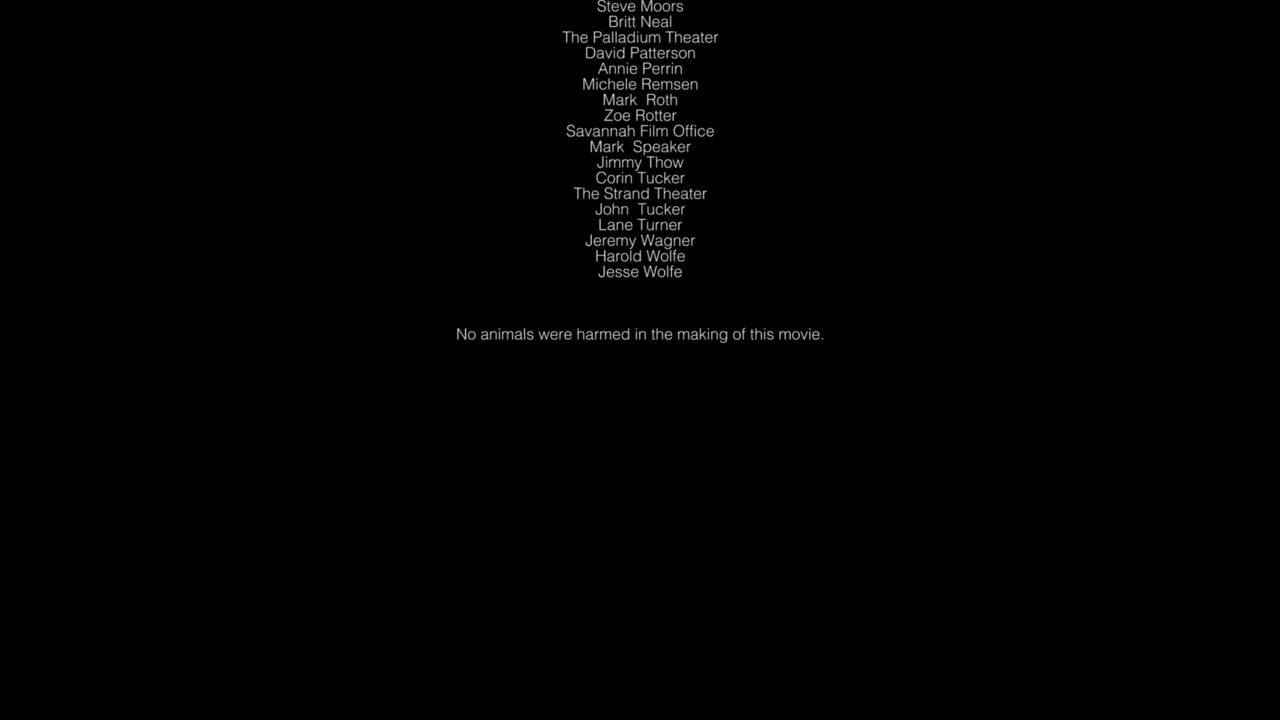 Steve Moors
Britt Neal
The Palladium Theater
David Patterson
Annie Perrin
Michele Remsen
Mark  Roth
Zoe Rotter
Savannah Film Office
Mark  Speaker
Jimmy Thow
Corin Tucker
The Strand Theater
John  Tucker
Lane Turner
Jeremy Wagner
Harold Wolfe
Jesse Wolfe
No animals were harmed in the making of this movie.